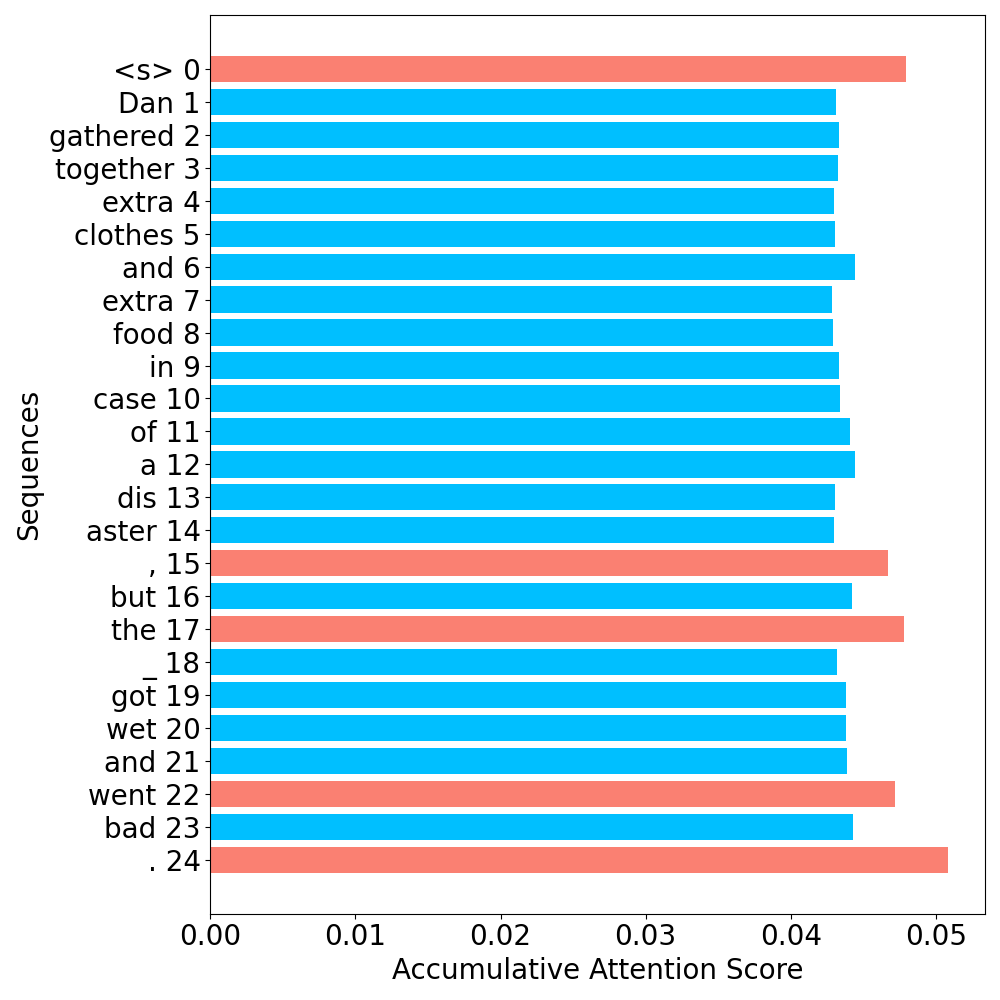 <s> 0
Dan 1
gathered 2
together 3
extra 4
clothes 5
and 6
extra 7
food 8
in 9
case 10
of 11
a 12
dis 13
aster 14
, 15
but 16
the 17
_ 18
got 19
wet 20
and 21
went 22
bad 23
. 24
Sequences
0.00 0.01 0.02 0.03 0.04 0.05
Accumulative Attention Score